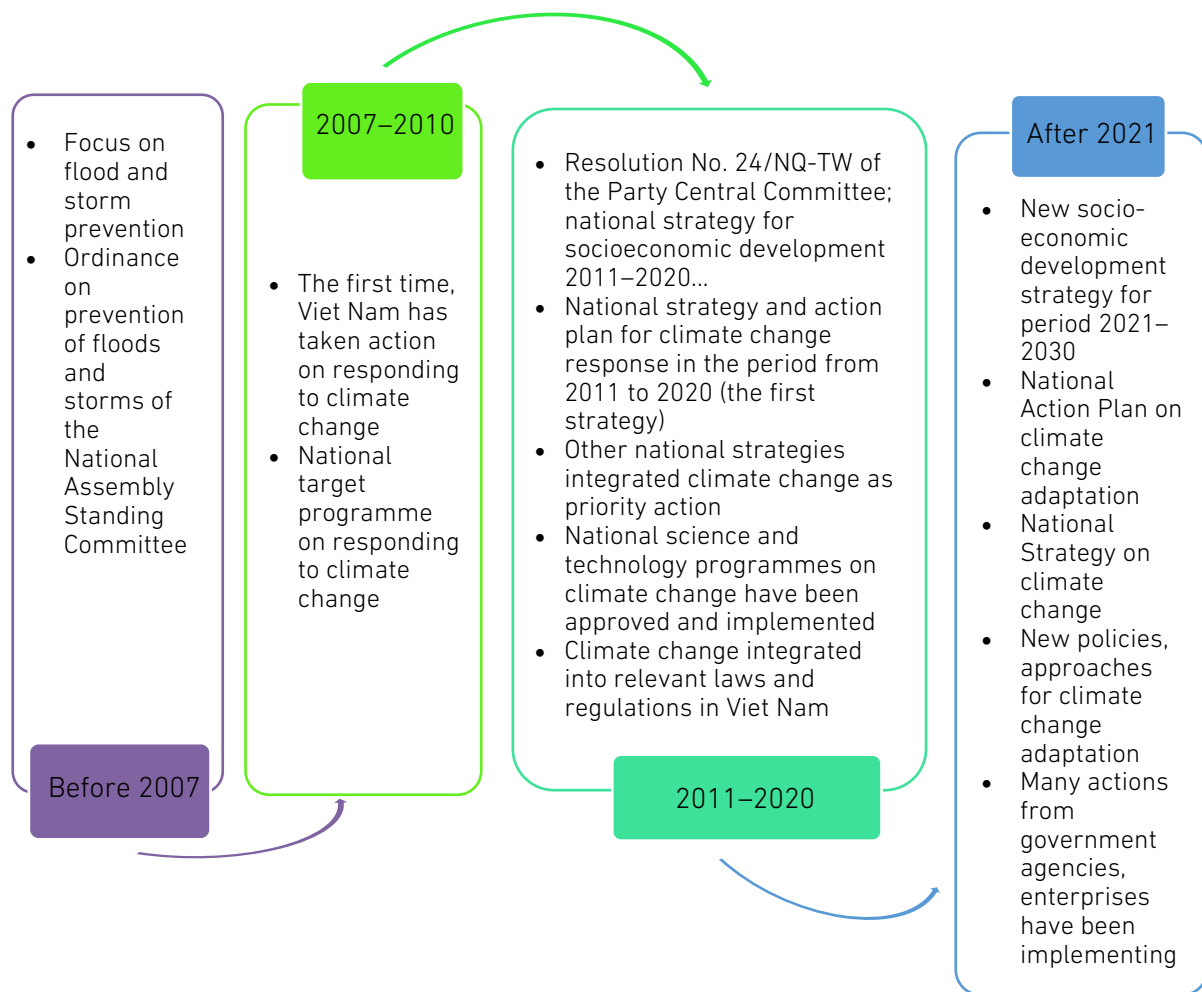 • Focus on
flood and
storm
prevention
• Ordinance
on
prevention
of floods
and
storms of
the
National
Assembly
Standing
Committee
Before 2007
2007–2010
• The first time,
Viet Nam has
taken action
on responding
to climate
change
• National
target
programme
on responding
to climate
change
• Resolution No. 24/NQ-TW of
the Party Central Committee;
national strategy for
socioeconomic development
2011–2020...
• National strategy and action
plan for climate change
response in the period from
2011 to 2020 (the first
strategy)
• Other national strategies
integrated climate change as
priority action
• National science and
technology programmes on
climate change have been
approved and implemented
• Climate change integrated
into relevant laws and
regulations in Viet Nam
2011–2020
After 2021
• New socio-
economic
development
strategy for
period 2021–
2030
• National
Action Plan on
climate
change
adaptation
• National
Strategy on
climate
change
• New policies,
approaches
for climate
change
adaptation
• Many actions
from
government
agencies,
enterprises
have been
implementing